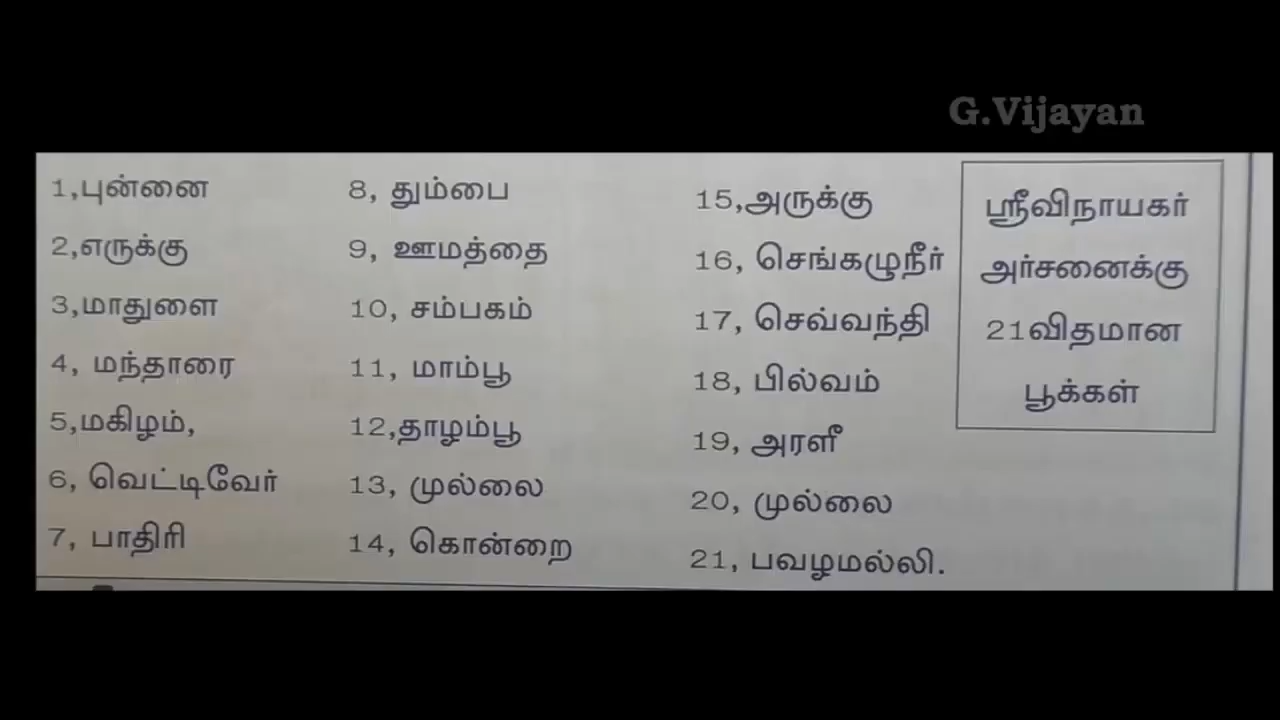 G.Vijayan
1,புன்னை
2,எருக்கு
3,மாதுளை
4, மந்தாரை
5,மகிழம்,
6, வெட்டிவேர்
7, பாதிரி
8, தும்பை
9, ஊமத்தை
10, சம்பகம்
11, மாம்பூ
12,தாழம்பூ
13, முல்லை
14, கொன்றை
15,அருக்கு
16, செங்கழுநீர்
17, செவ்வந்தி
18, பில்வம்
19, அரளீ
20, முல்லை
21, பவழமல்லி.
ஸ்ரீவிநாயகர்
அர்சனைக்கு
21விதமான
பூக்கள்